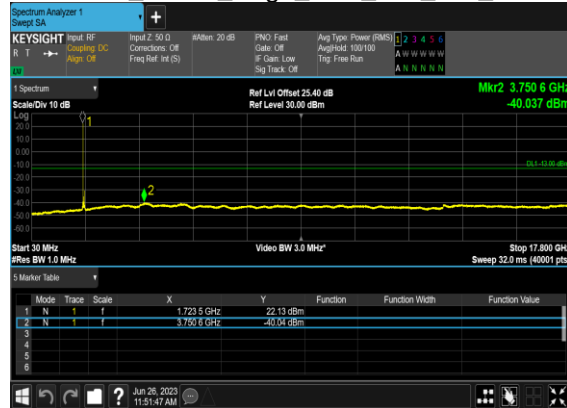 Spectrum Analyzer 1
Swept SA
+
KEYSIGHT Input: RF Input Z: 50 Ω #Atten: 20 dB PNO: Fast Avg Type: Power (RMS) 1 2 3 4 5 6
R T Coupling: DC Corrections: Off Gate: Off Avg|Hold: 100/100 A W W W W W
Align: Off Freq Ref: Int (S) IF Gain: Low Trig: Free Run
Sig Track: Off A N N N N N
1 Spectrum Ref Lvl Offset 25.40 dB Mkr2 3.750 6 GHz
Scale/Div 10 dB Ref Level 30.00 dBm -40.037 dBm
Log
1
20.0
10.0
0.00
-10.0
DL1 -13.00 dBm
-20.0
-30.0
2
-40.0
-50.0
-60.0
Start 30 MHz Video BW 3.0 MHz* Stop 17.800 GHz
#Res BW 1.0 MHz Sweep 32.0 ms (40001 pts)
5 Marker Table
Mode Trace Scale X Y Function Function Width Function Value
1 N 1 f 1.723 5 GHz 22.13 dBm
2 N 1 f 3.750 6 GHz -40.04 dBm
3
4
5
6
? Jun 26, 2023
11:51:47 AM